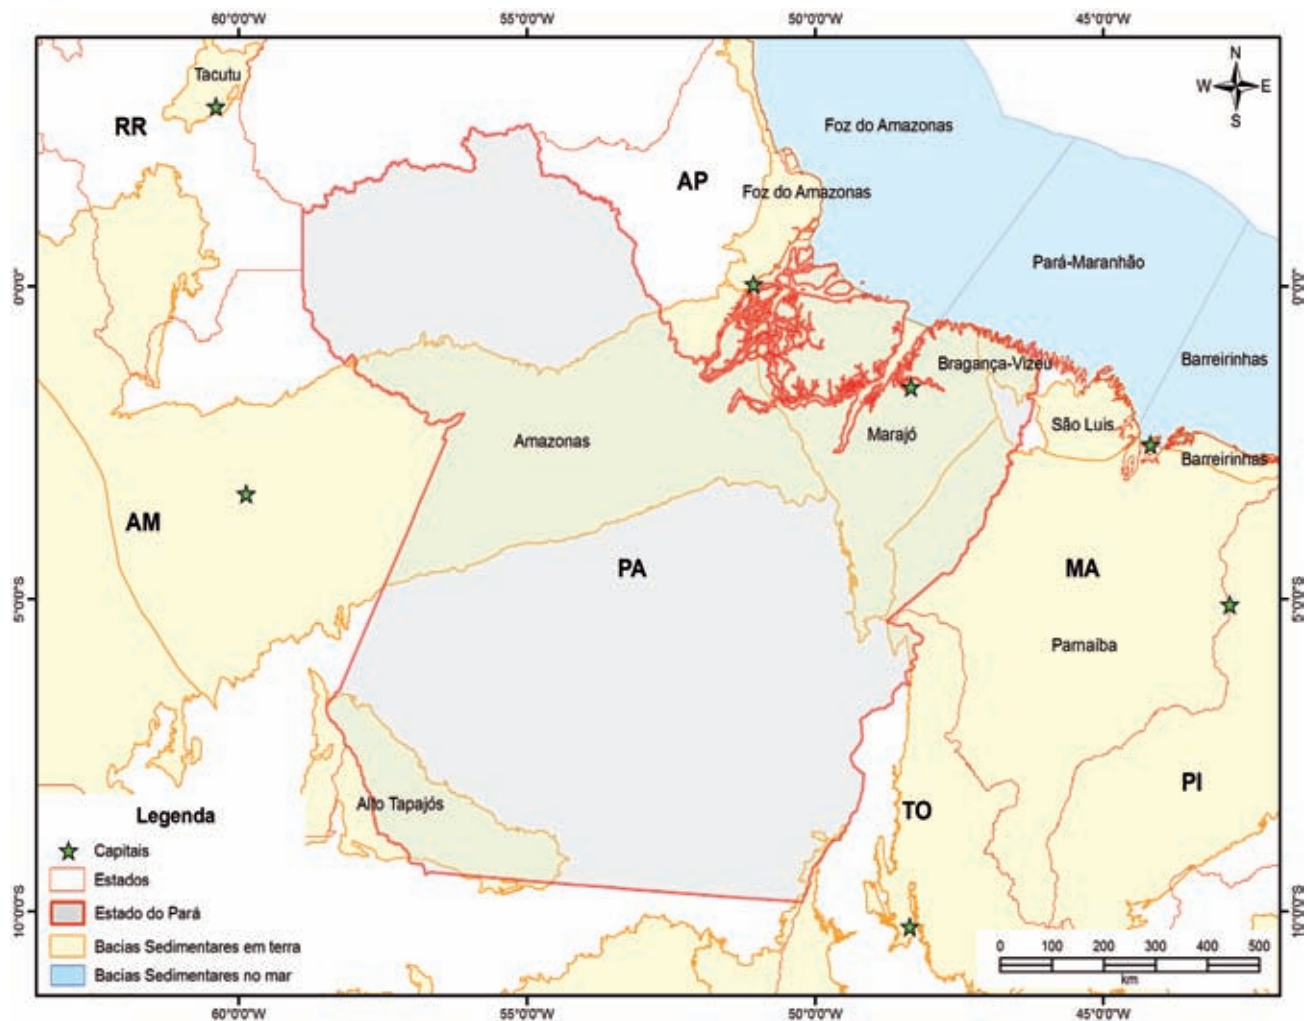 60°0'0"W 55°0'0"W 50°0'0"W 45°0'0"W
N
W E
S
Tacutu
RR
Foz do Amazonas
AP
Foz do Amazonas
Pará-Maranhão
0°0'0" 0°0'0"
Bragança-Vizeu
Barreirinhas
São Luis
Amazonas
Marajó
Barreirinhas
AM
PA
MA
5°0'0"S 5°0'0"S
Parnaíba
PI
Alto Tapajós
TO
Legenda
Capitais
Estados
Estado do Pará
Bacias Sedimentares em terra
Bacias Sedimentares no mar
10°0'0"S 10°0'0"S
0 100 200 300 400 500
km
60°0'0"W 55°0'0"W 50°0'0"W 45°0'0"W